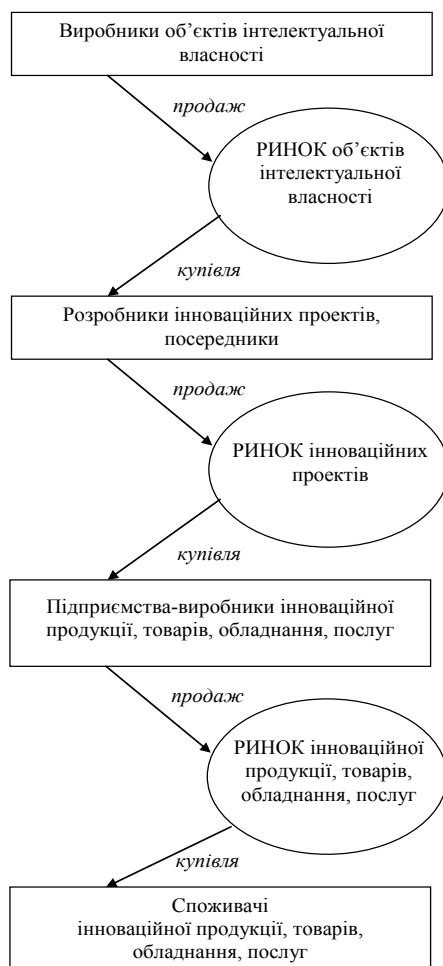 Виробники об’єктів інтелектуальної
власності
продаж
РИНОК об’єктів
інтелектуальної
власності
купівля
Розробники інноваційних проектів,
посередники
продаж
РИНОК інноваційних
проектів
купівля
Підприємства-виробники інноваційної
продукції, товарів, обладнання, послуг
продаж
РИНОК інноваційної
продукції, товарів,
обладнання, послуг
купівля
Споживачі
інноваційної продукції, товарів,
обладнання, послуг